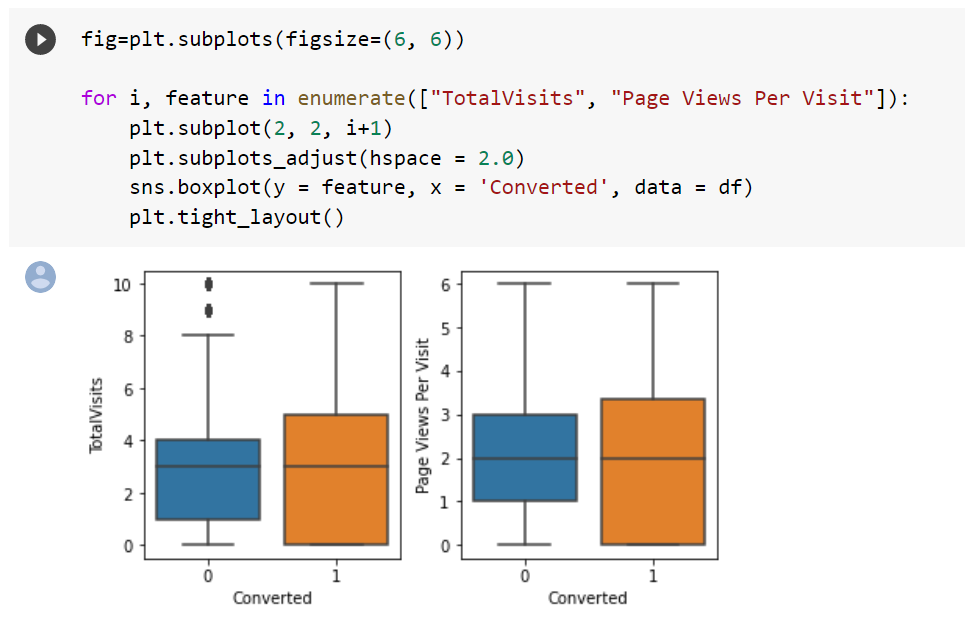 fig=plt.subplots(figsize=(6, 6))
for i, feature in enumerate(["TotalVisits", "Page Views Per Visit"]):
plt.subplot(2, 2, i+1)
plt.subplots_adjust(hspace = 2.0)
sns.boxplot(y = feature, x = 'Converted', data = df)
plt.tight_layout()
10
8
6
4
2
0
TotalVisits
0 1
Converted
6
5
4
3
2
1
0
Page Views Per Visit
0 1
Converted